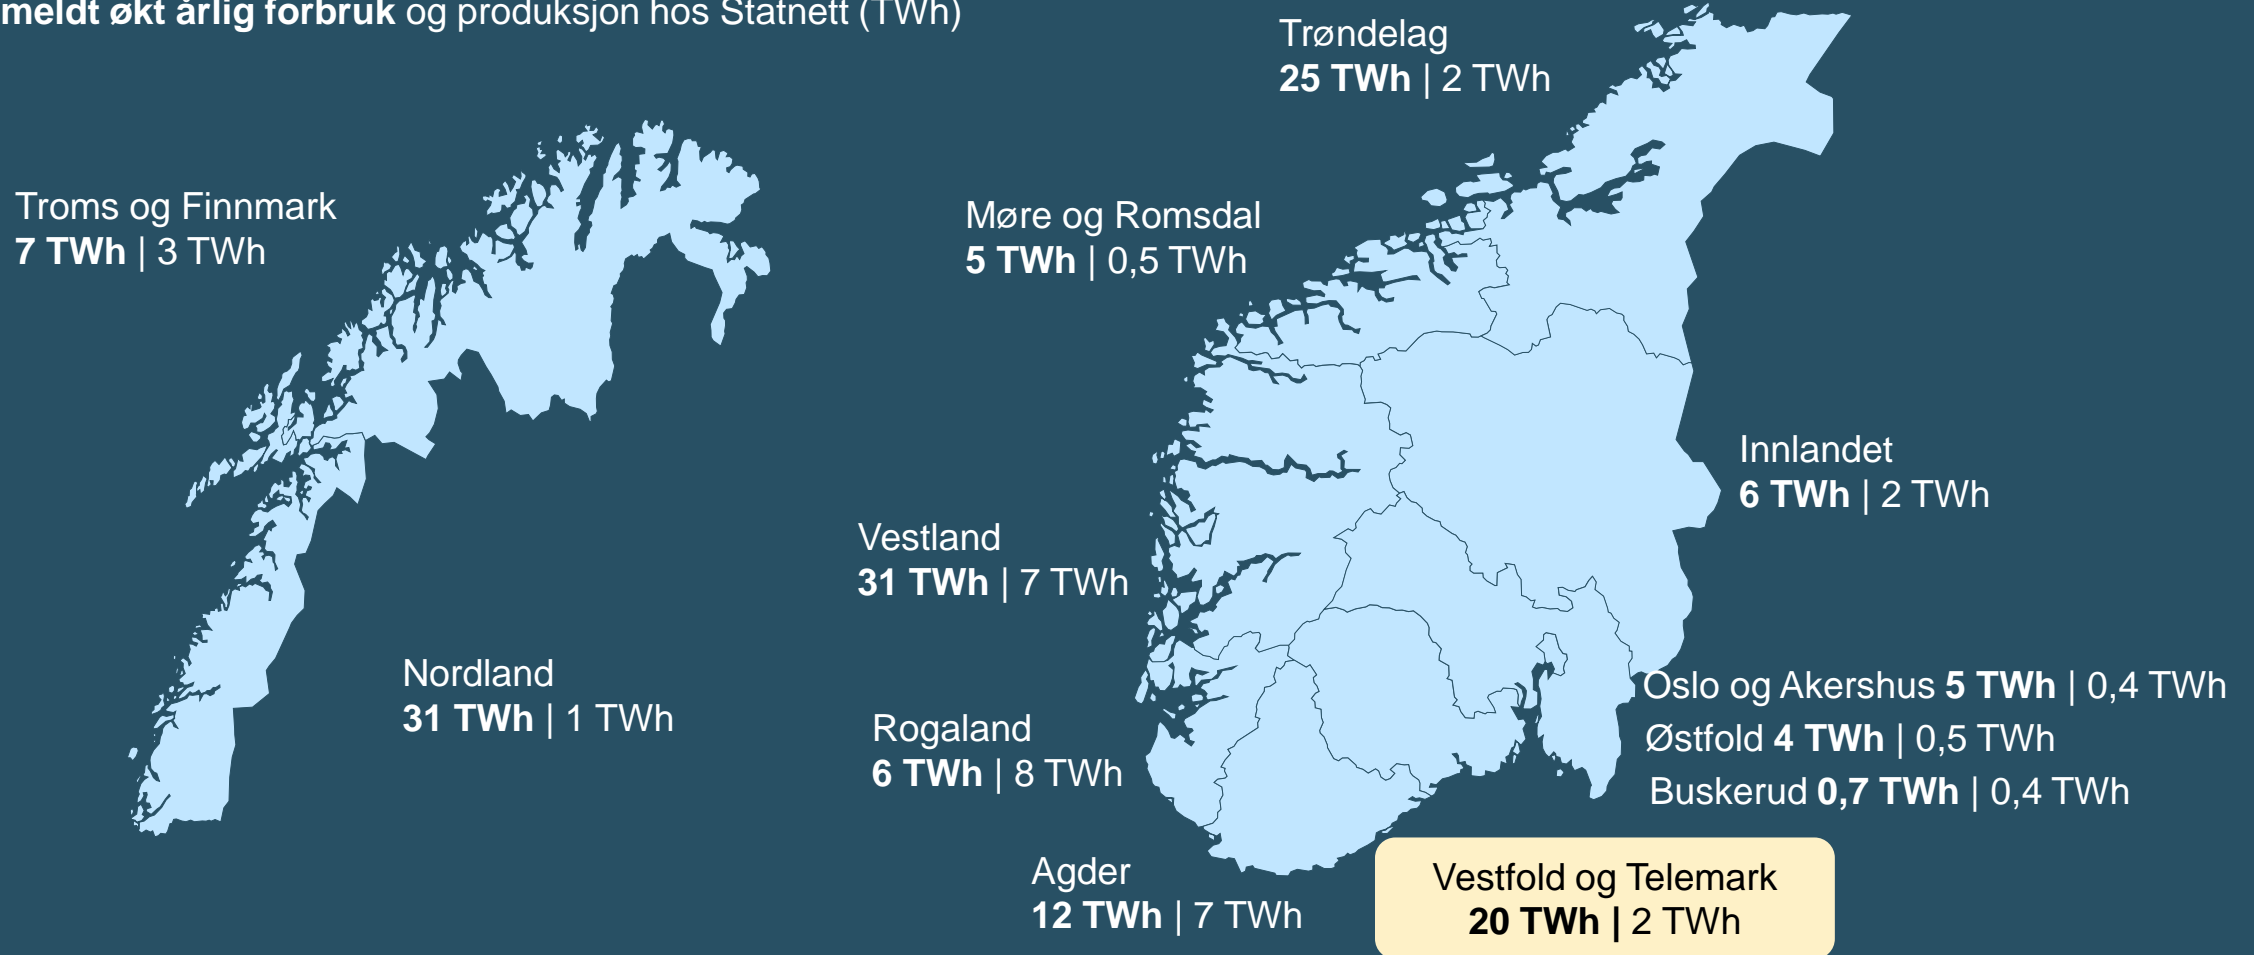 meldt økt årlig forbruk og produksjon hos Statnett (TWh)
Trøndelag
25 TWh | 2 TWh
Troms og Finnmark
7 TWh | 3 TWh
Møre og Romsdal
5 TWh | 0,5 TWh
Innlandet
6 TWh | 2 TWh
Vestland
31 TWh | 7 TWh
Nordland
31 TWh | 1 TWh
Oslo og Akershus 5 TWh | 0,4 TWh
Østfold 4 TWh | 0,5 TWh
Buskerud 0,7 TWh | 0,4 TWh
Rogaland
6 TWh | 8 TWh
Agder
12 TWh | 7 TWh
Vestfold og Telemark
20 TWh | 2 TWh